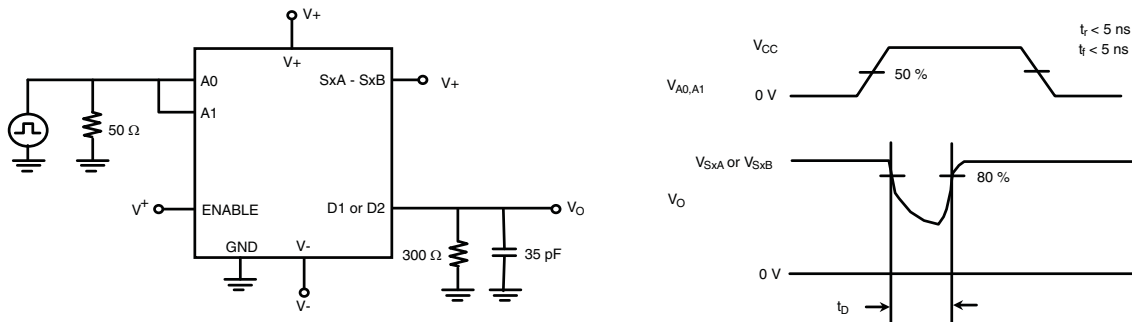 V+
V+
A0
SxA - SxB
V+
A1
50 Ω
V+
ENABLE
D1 or D2
VO
GND
V-
300 Ω
35 pF
V-
tr < 5 ns
tf < 5 ns
VCC
50 %
VA0,A1
0 V
VSxA or VSxB
80 %
VO
0 V
tD